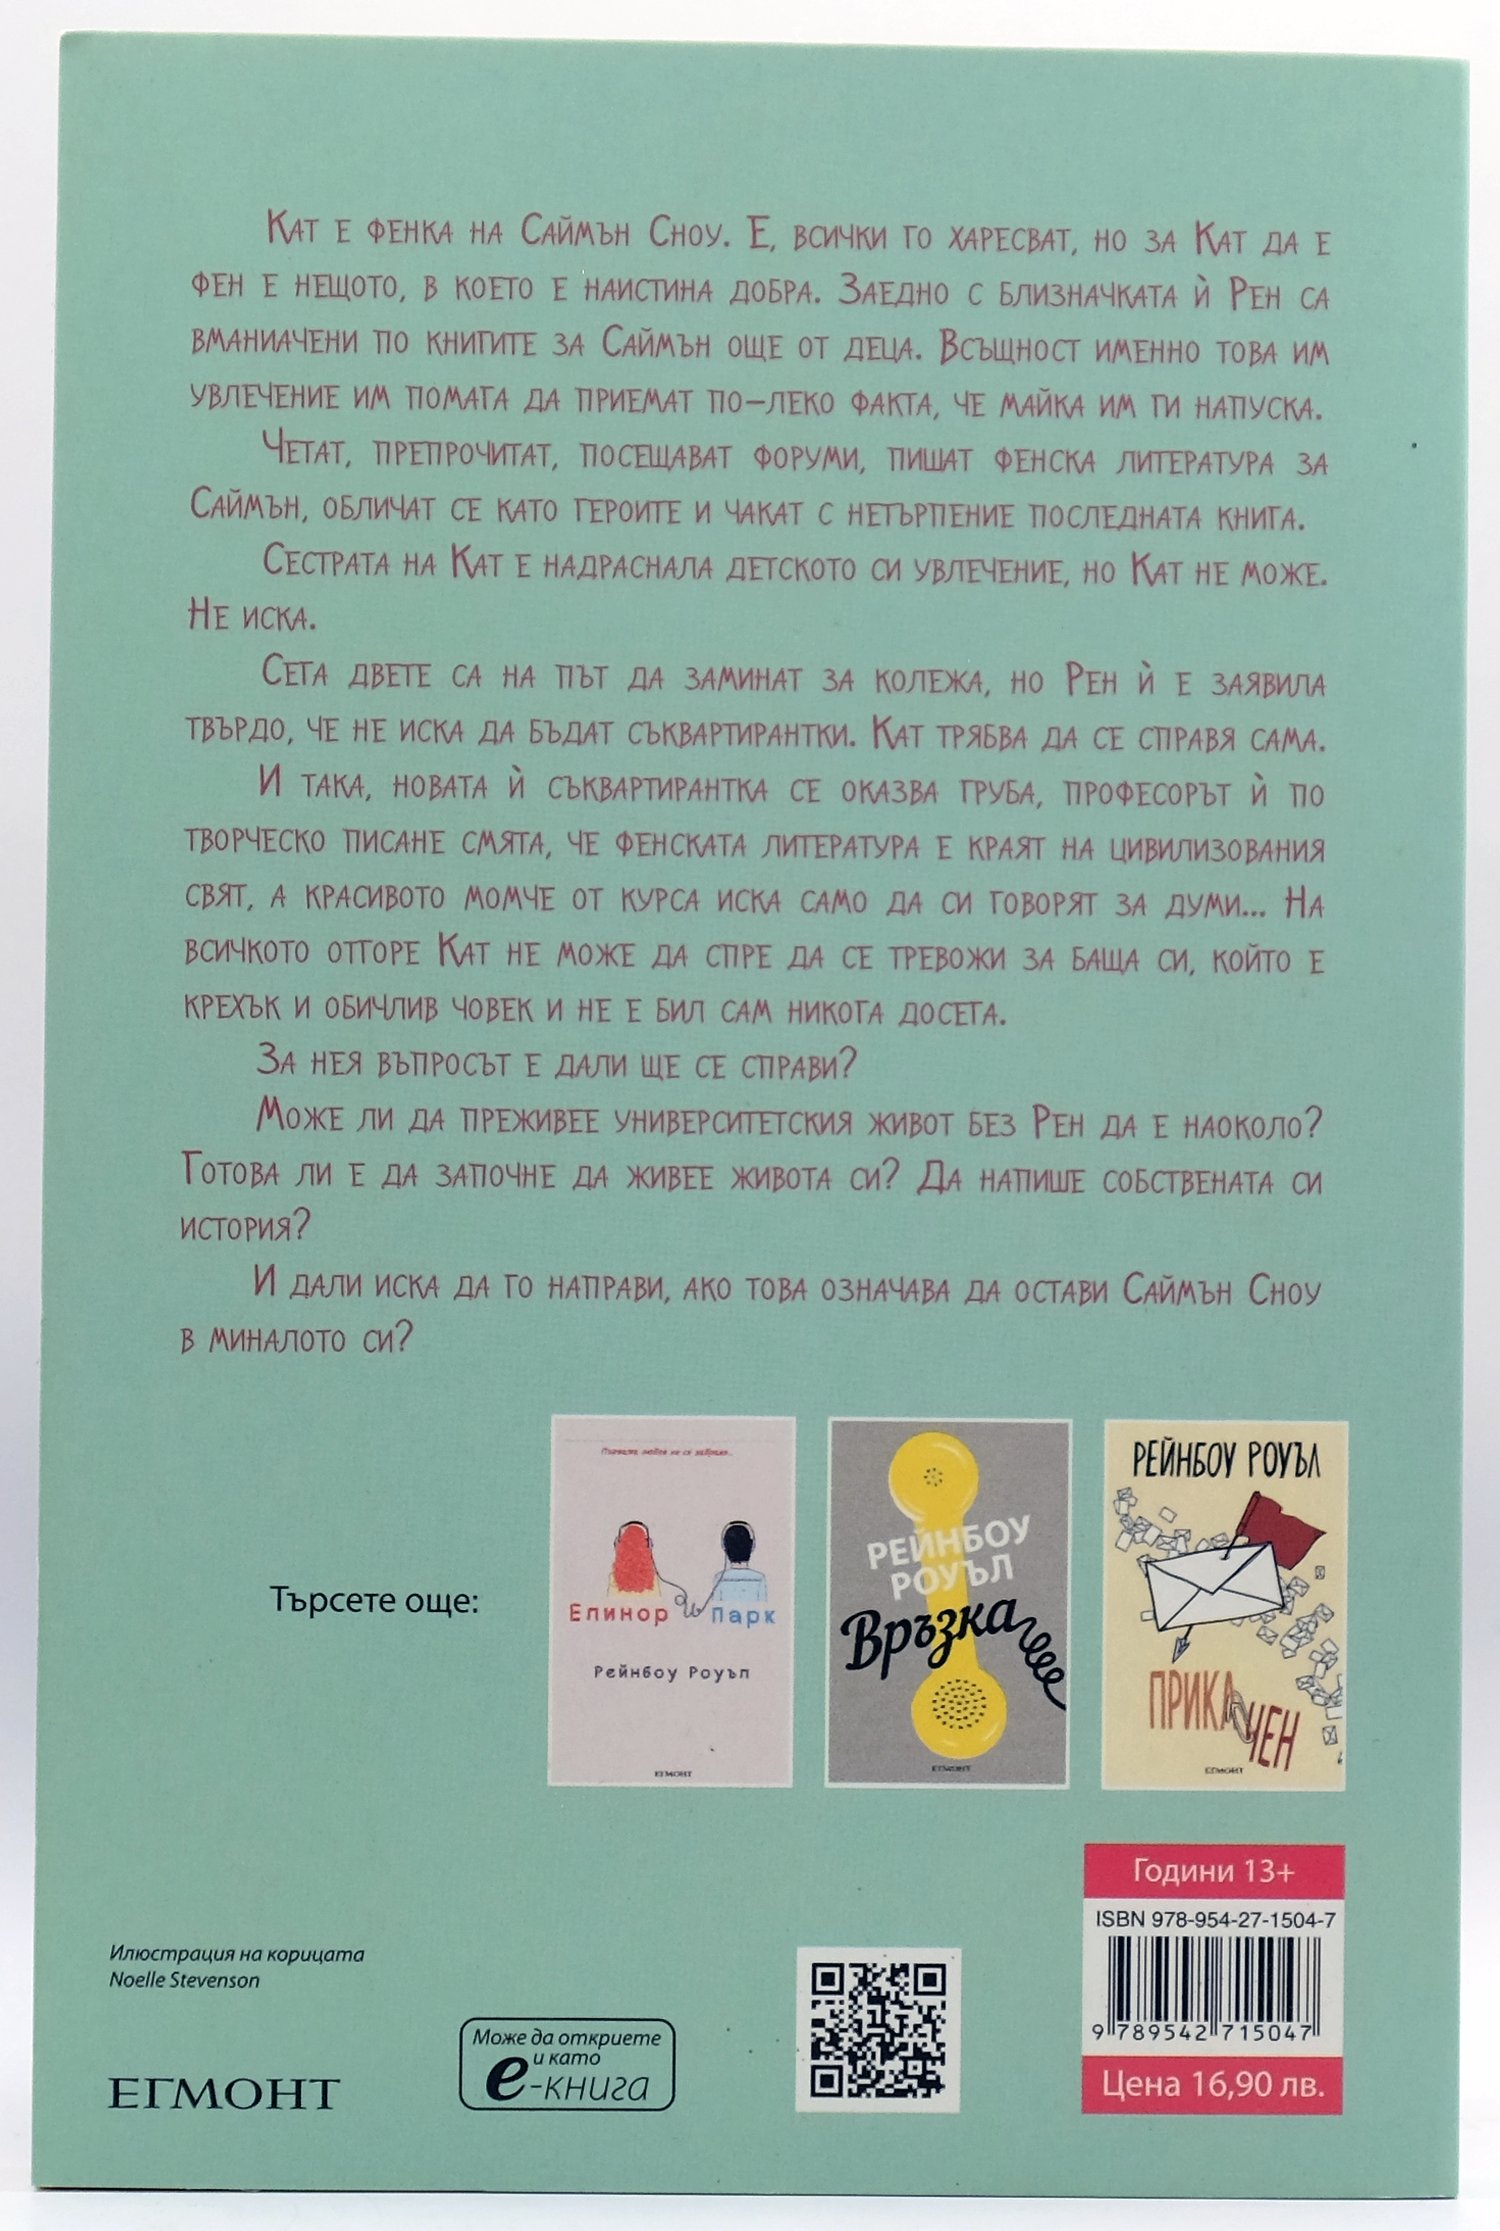 Кат е фенка на Саймън Сноу. Е, всички го харесват, но за Кат да е
фен е нещото, в което е наистина добра. Заедно с близначката ѝ Рен са
вманиачени по книгите за Саймън още от деца. Всъщност именно това им
увлечение им помага да приемат по-леко факта, че майка им ги напуска.
Четат, препрочитат, посещават форуми, пишат фенска литература за
Саймън, обличат се като героите и чакат с нетърпение последната книга.
Сестрата на Кат е надраснала детското си увлечение, но Кат не може.
Не иска.
Сега двете са на път да заминат за колежа, но Рен ѝ е заявила
твърдо, че не иска да бъдат съквартирантки. Кат трябва да се справя сама.
И така, новата ѝ съквартирантка се оказва груба, професорът ѝ по
творческо писане смята, че фенската литература е краят на цивилизования
свят, а красивото момче от курса иска само да си говорят за думи... На
всичкото отгоре Кат не може да спре да се тревожи за баща си, който е
крехък и обичлив човек и не е бил сам никога досега.
За нея въпросът е дали ще се справи?
Може ли да преживее университетския живот без Рен да е наоколо?
Готова ли е да започне да живее живота си? Да напише собствената си
история?
И дали иска да го направи, ако това означава да остави Саймън Сноу
в миналото си?
Търсете още:
Първата любов не се забравя...
Елинор и Парк
Рейнбоу Роуъл
ЕГМОНТ
РЕЙНБОУ
РОУЪЛ
Връзка
ЕГМОНТ
РЕЙНБОУ РОУЪЛ
ПРИКАЧЕН
ЕГМОНТ
Години 13+
ISBN 978-954-27-1504-7
9 789542 715047
Цена 16,90 лв.
Илюстрация на корицата
Noelle Stevenson
ЕГМОНТ
Може да откриете
и като
е-книга